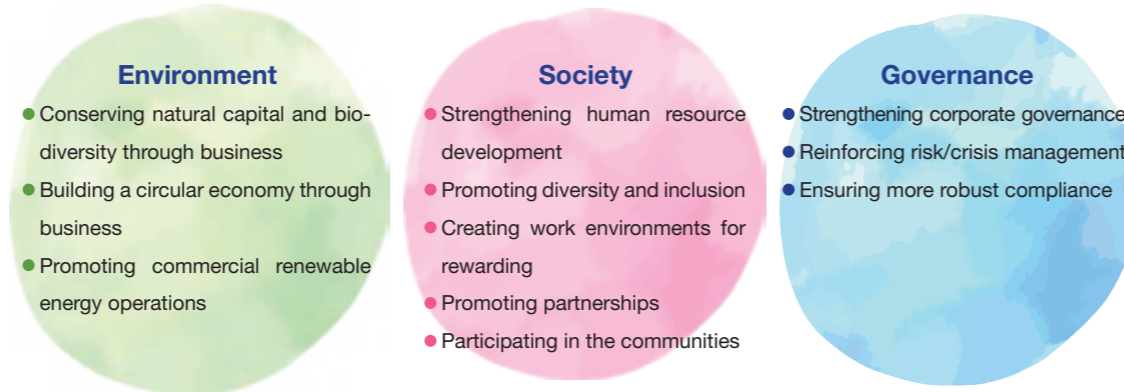 Environment
● Conserving natural capital and bio-
diversity through business
● Building a circular economy through
business
● Promoting commercial renewable
energy operations
Society
● Strengthening human resource
development
● Promoting diversity and inclusion
● Creating work environments for
rewarding
● Promoting partnerships
● Participating in the communities
Governance
● Strengthening corporate governance
● Reinforcing risk/crisis management
● Ensuring more robust compliance